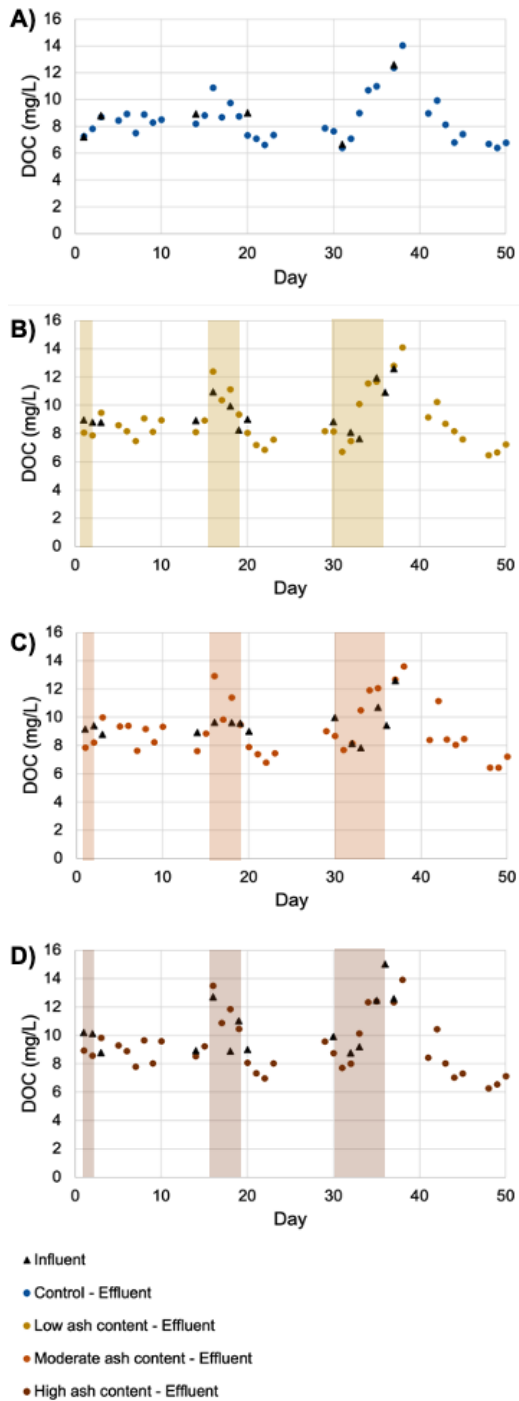 A)
DOC (mg/L)
16
14
12
10
8
6
4
2
0
0 10 20 30 40 50
Day
B)
DOC (mg/L)
16
14
12
10
8
6
4
2
0
0 10 20 30 40 50
Day
C)
DOC (mg/L)
16
14
12
10
8
6
4
2
0
0 10 20 30 40 50
Day
D)
DOC (mg/L)
16
14
12
10
8
6
4
2
0
0 10 20 30 40 50
Day
Influent
Control - Effluent
Low ash content - Effluent
Moderate ash content - Effluent
High ash content - Effluent